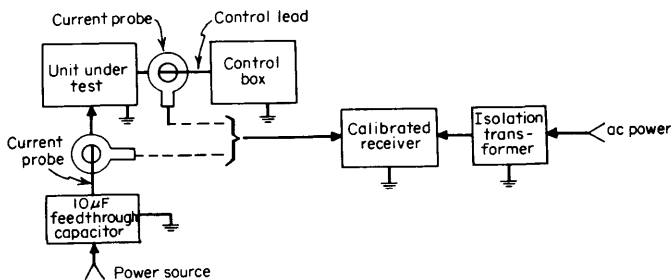 Current probe
Control lead
Unit under
test
Control
box
Current
probe
Calibrated
receiver
Isolation
trans-
former
ac power
10μF
feedthrough
capacitor
Power source